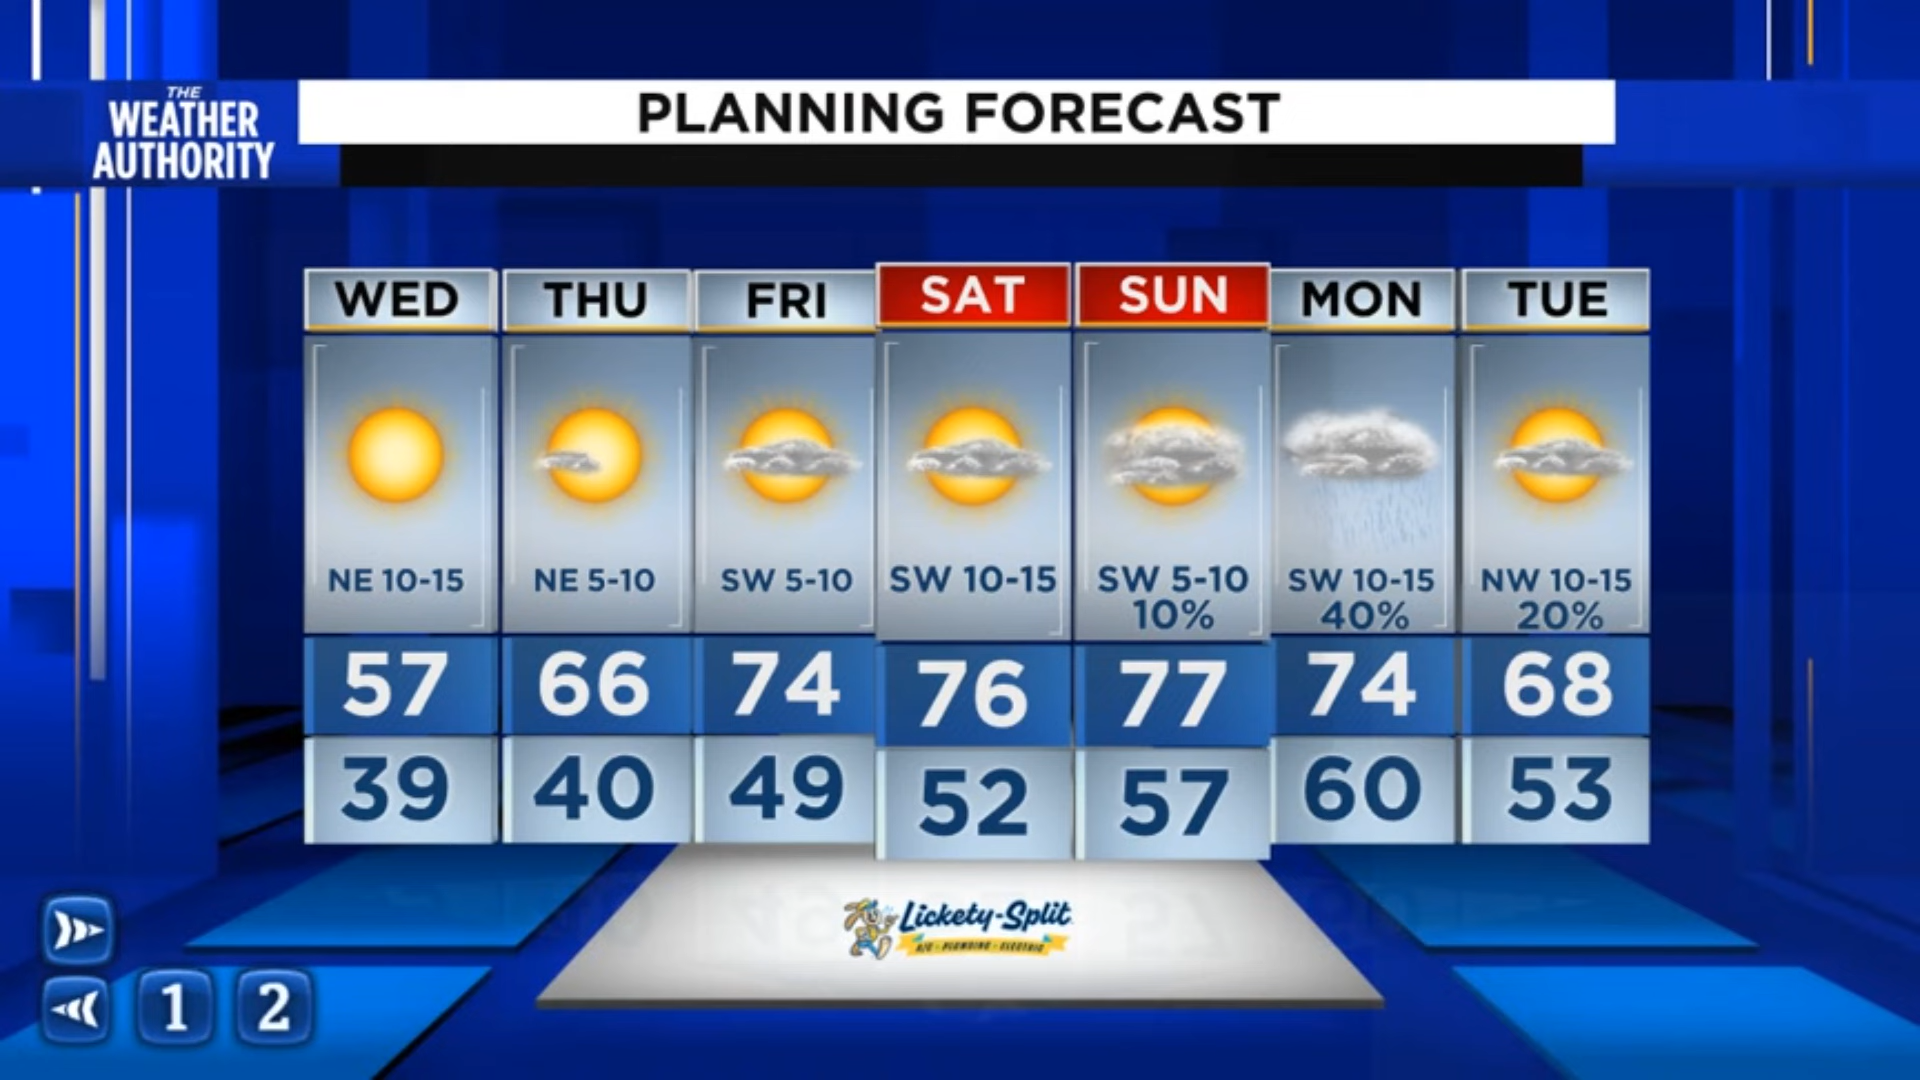 THE
WEATHER
AUTHORITY
PLANNING FORECAST
WED THU FRI SAT SUN MON TUE
NE 10-15 NE 5-10 SW 5-10 SW 10-15 SW 5-10 SW 10-15 NW 10-15
10% 40% 20%
57 66 74 76 77 74 68
39 40 49 52 57 60 53
Lickety-Split
A/C - PLUMBING - ELECTRIC
1 2